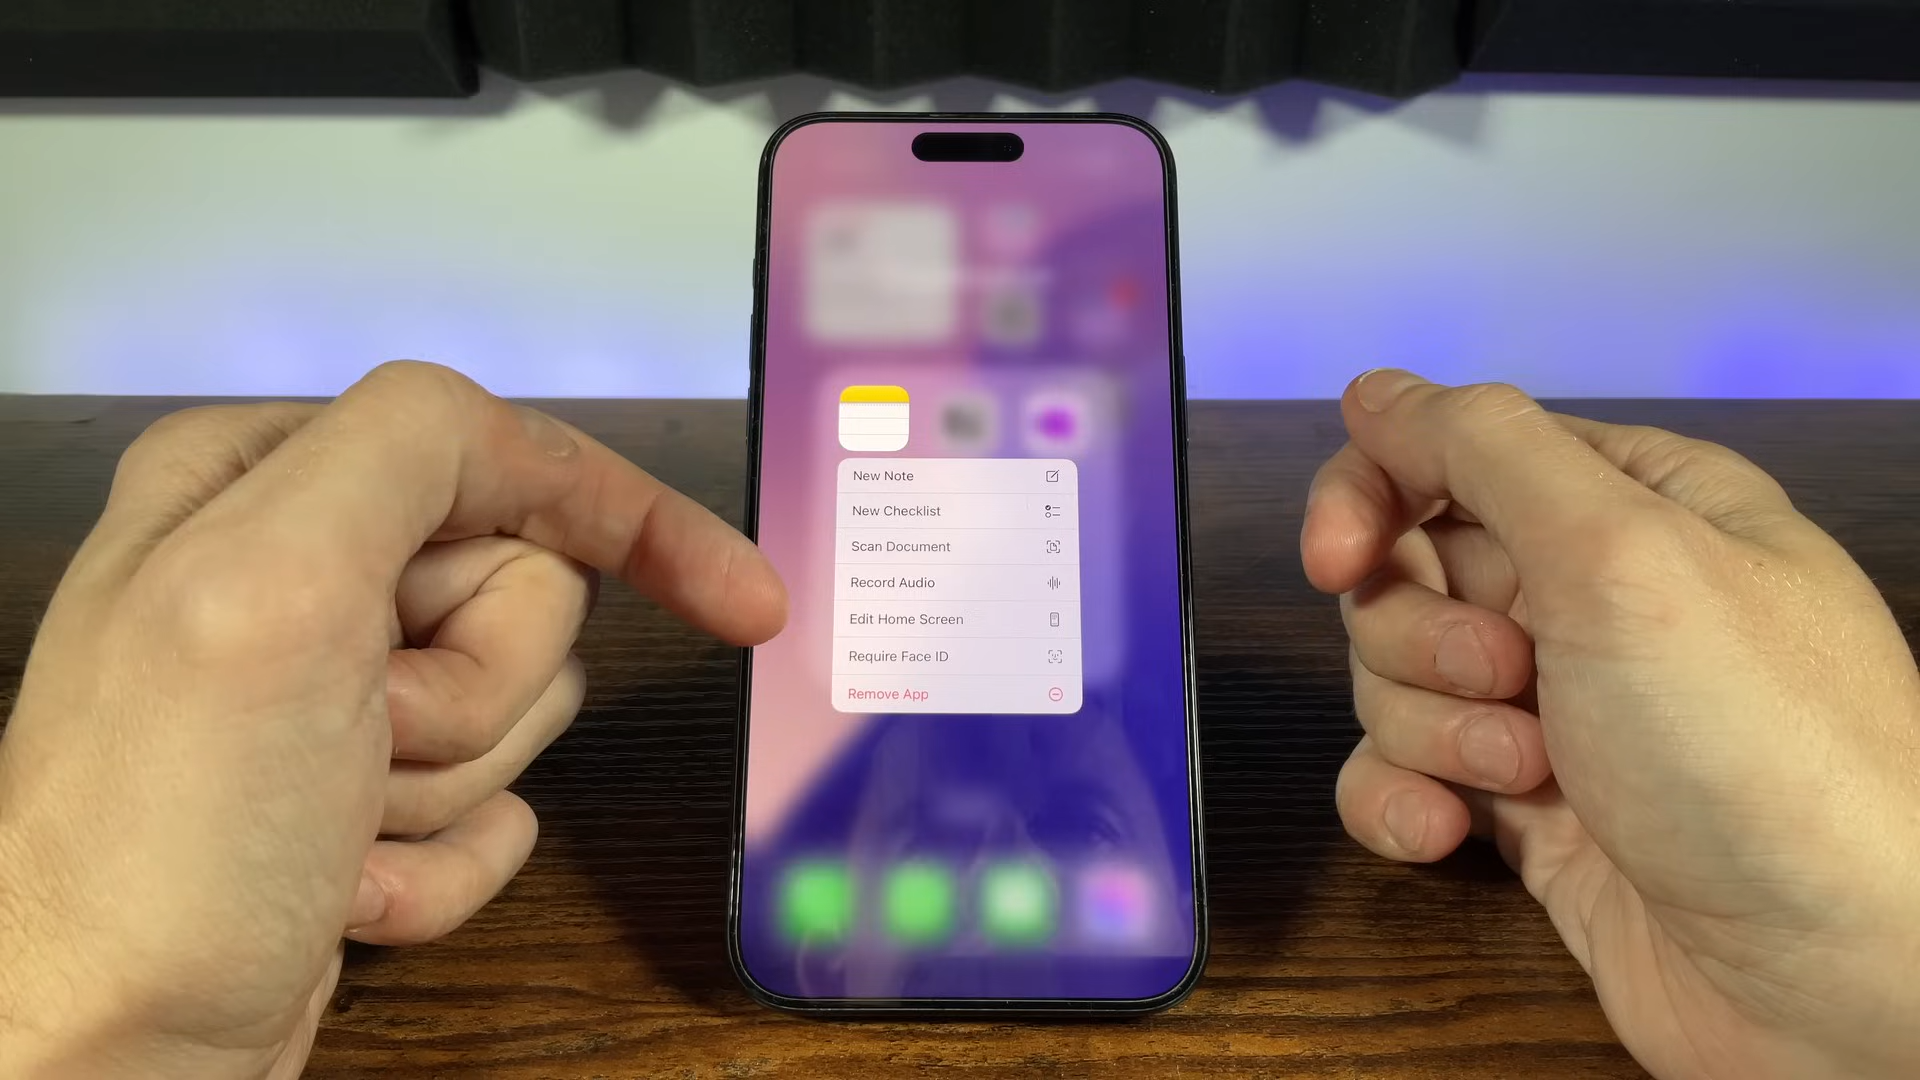 New Note
New Checklist
Scan Document
Record Audio
Edit Home Screen
Require Face ID
Remove App